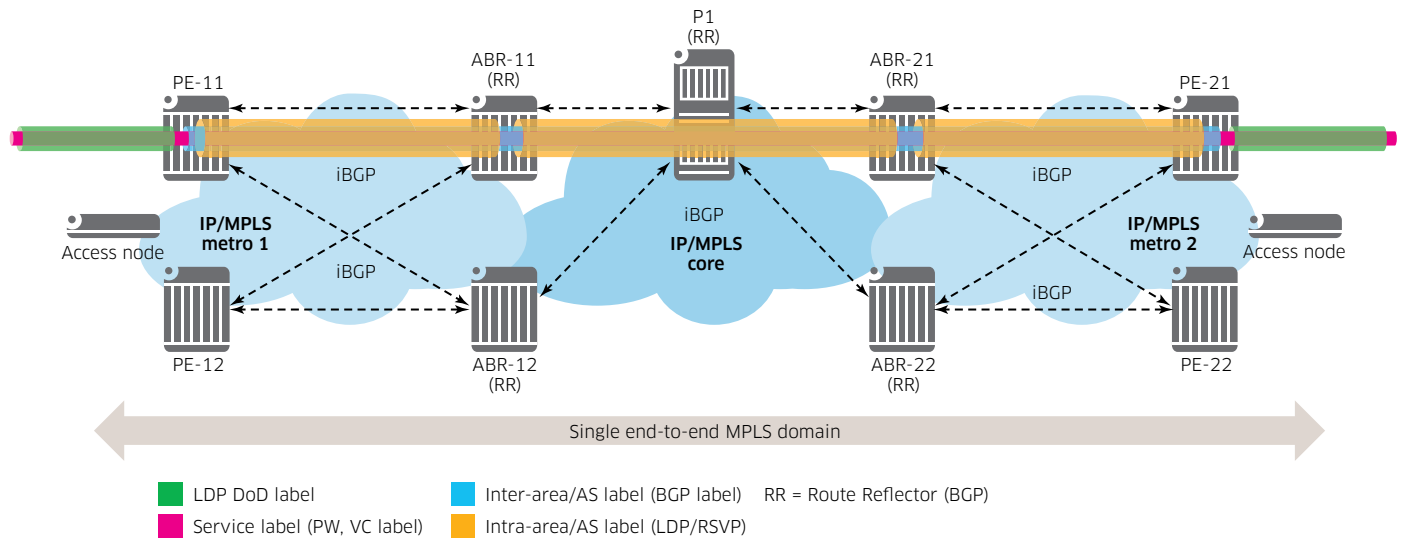 P1
(RR)
ABR-11
(RR)
ABR-21
(RR)
PE-11
PE-21
iBGP
iBGP
IP/MPLS
metro 1
iBGP
IP/MPLS
core
IP/MPLS
metro 2
Access node
Access node
iBGP
iBGP
PE-12
ABR-12
(RR)
ABR-22
(RR)
PE-22
Single end-to-end MPLS domain
LDP DoD label
Inter-area/AS label (BGP label)
RR = Route Reflector (BGP)
Service label (PW, VC label)
Intra-area/AS label (LDP/RSVP)